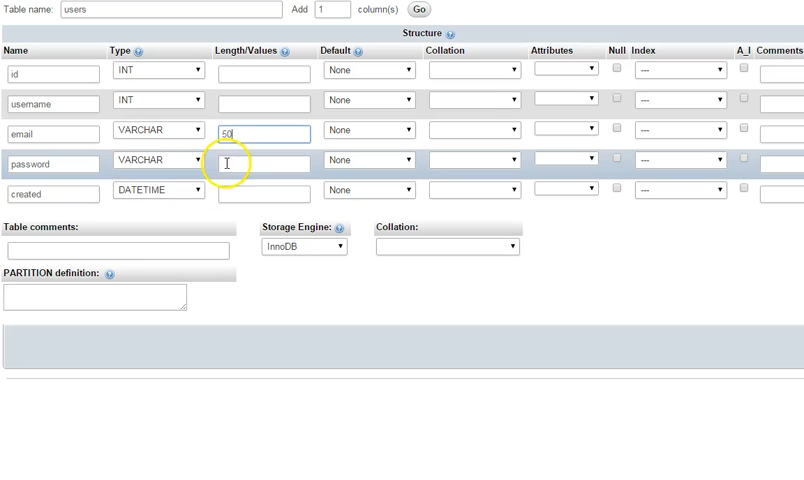 Table name: users Add 1 column(s) Go
Structure
Name Type Length/Values Default Collation Attributes Null Index A_I Comments
id INT None ---
username INT None ---
email VARCHAR 50 None ---
password VARCHAR None ---
created DATETIME None ---
Table comments: Storage Engine: Collation:
InnoDB
PARTITION definition: